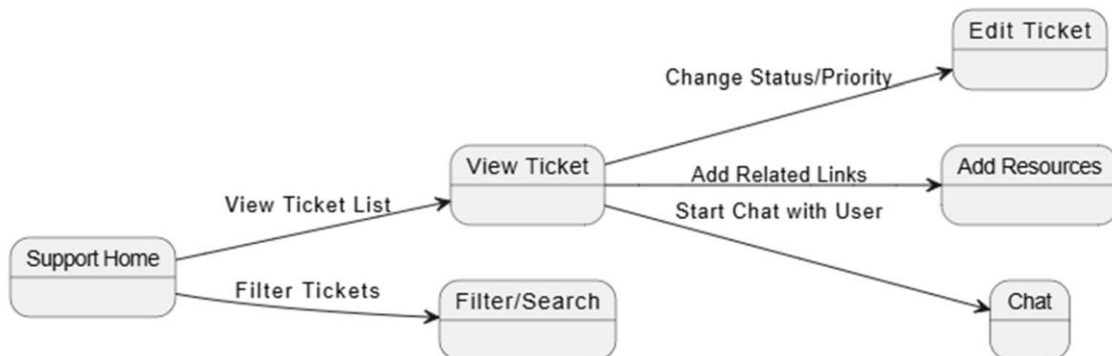 Edit Ticket
Change Status/Priority
View Ticket
Add Related Links
Add Resources
View Ticket List
Start Chat with User
Support Home
Filter Tickets
Filter/Search
Chat